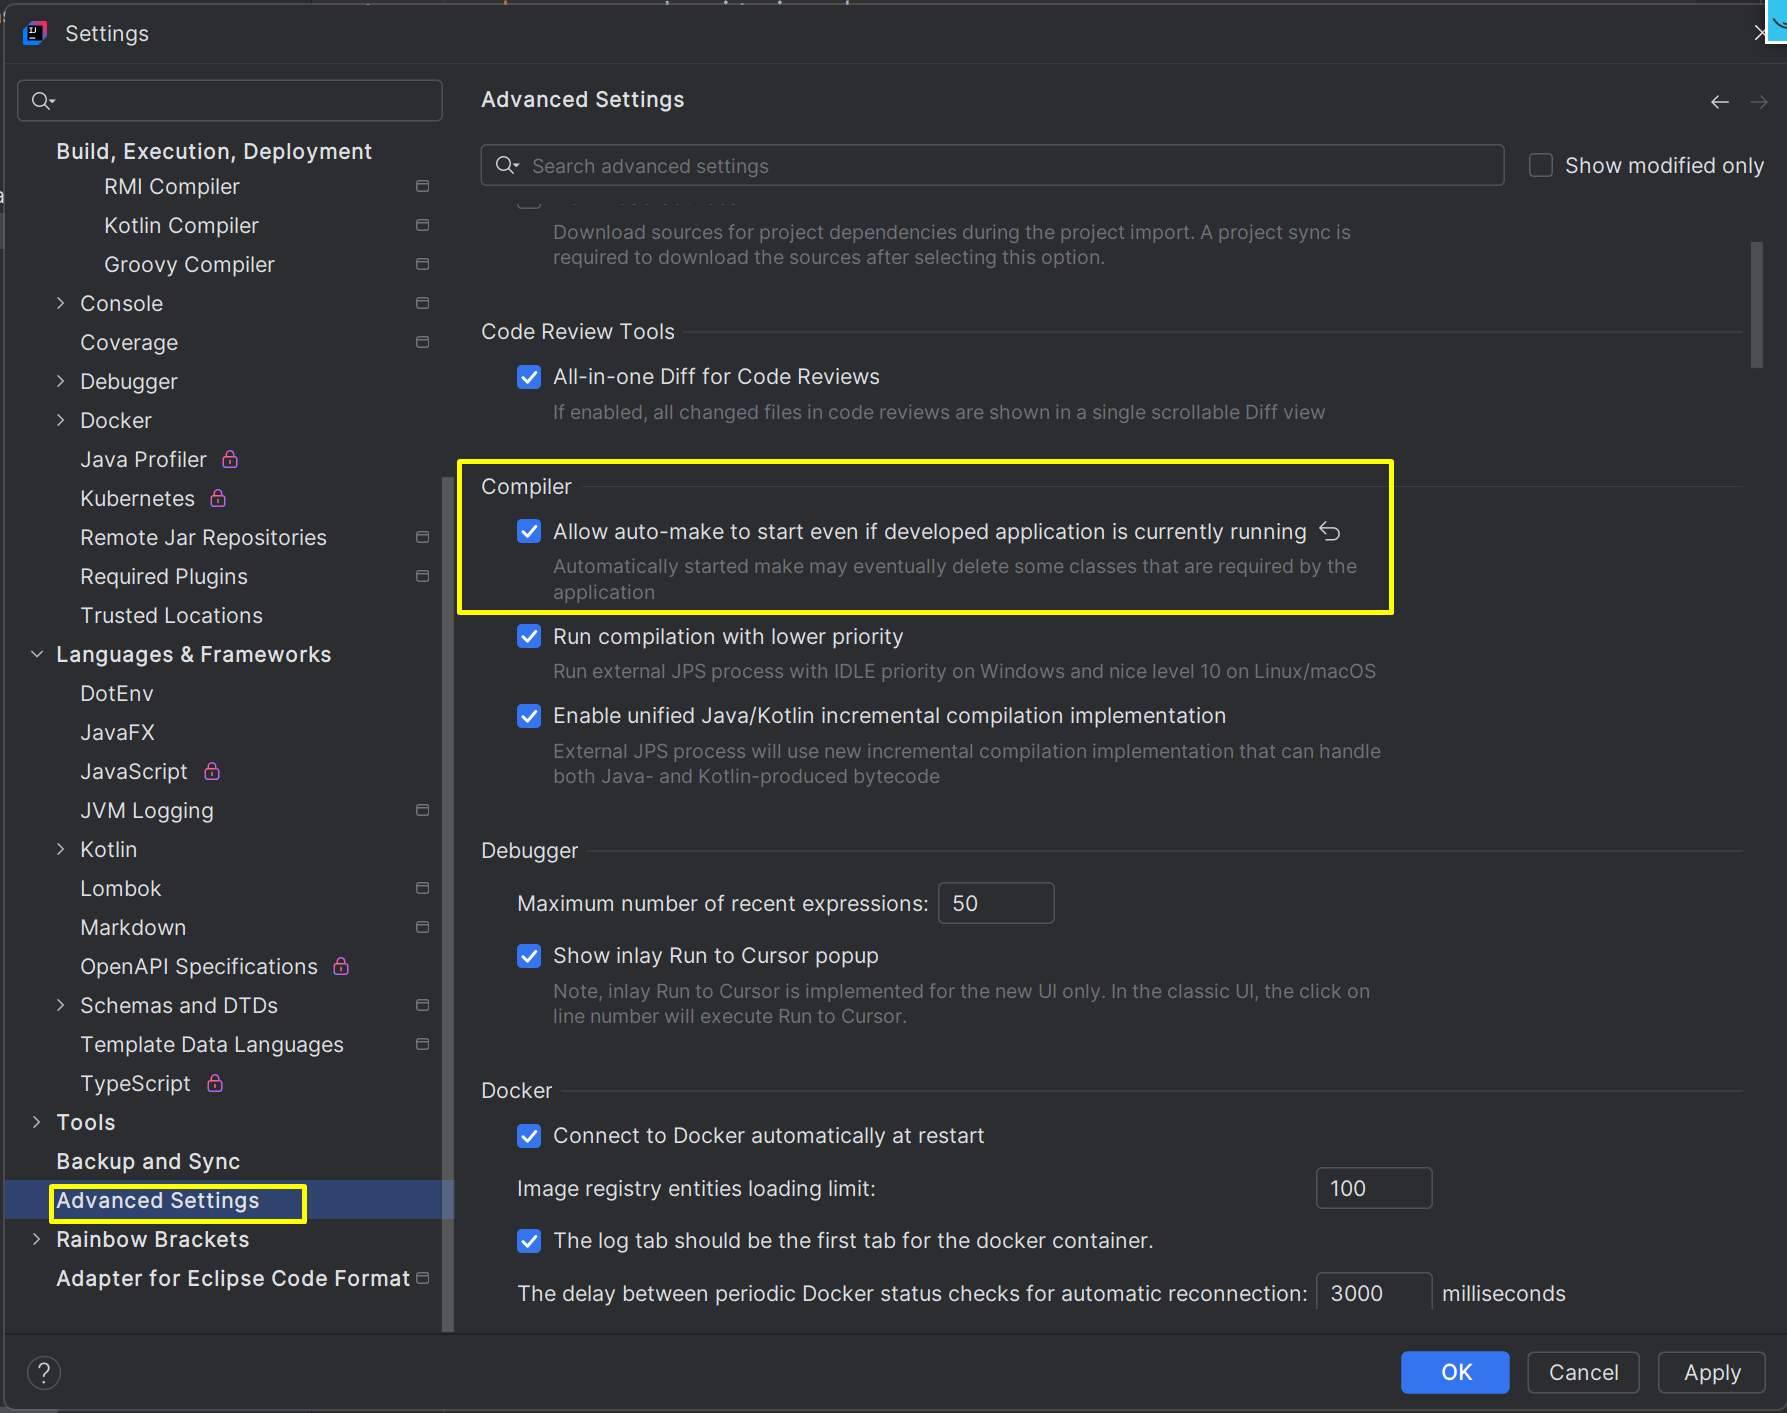 Settings
Build, Execution, Deployment
RMI Compiler
Kotlin Compiler
Groovy Compiler
Console
Coverage
Debugger
Docker
Java Profiler
Kubernetes
Remote Jar Repositories
Required Plugins
Trusted Locations
Languages & Frameworks
DotEnv
JavaFX
JavaScript
JVM Logging
Kotlin
Lombok
Markdown
OpenAPI Specifications
Schemas and DTDs
Template Data Languages
TypeScript
Tools
Backup and Sync
Advanced Settings
Rainbow Brackets
Adapter for Eclipse Code Format
Advanced Settings
Search advanced settings
Show modified only
Download sources for project dependencies during the project import. A project sync is
required to download the sources after selecting this option.
Code Review Tools
All-in-one Diff for Code Reviews
If enabled, all changed files in code reviews are shown in a single scrollable Diff view
Compiler
Allow auto-make to start even if developed application is currently running
Automatically started make may eventually delete some classes that are required by the
application
Run compilation with lower priority
Run external JPS process with IDLE priority on Windows and nice level 10 on Linux/macOS
Enable unified Java/Kotlin incremental compilation implementation
External JPS process will use new incremental compilation implementation that can handle
both Java- and Kotlin-produced bytecode
Debugger
Maximum number of recent expressions: 50
Show inlay Run to Cursor popup
Note, inlay Run to Cursor is implemented for the new UI only. In the classic UI, the click on
line number will execute Run to Cursor.
Docker
Connect to Docker automatically at restart
Image registry entities loading limit: 100
The log tab should be the first tab for the docker container.
The delay between periodic Docker status checks for automatic reconnection: 3000 milliseconds
? OK Cancel Apply